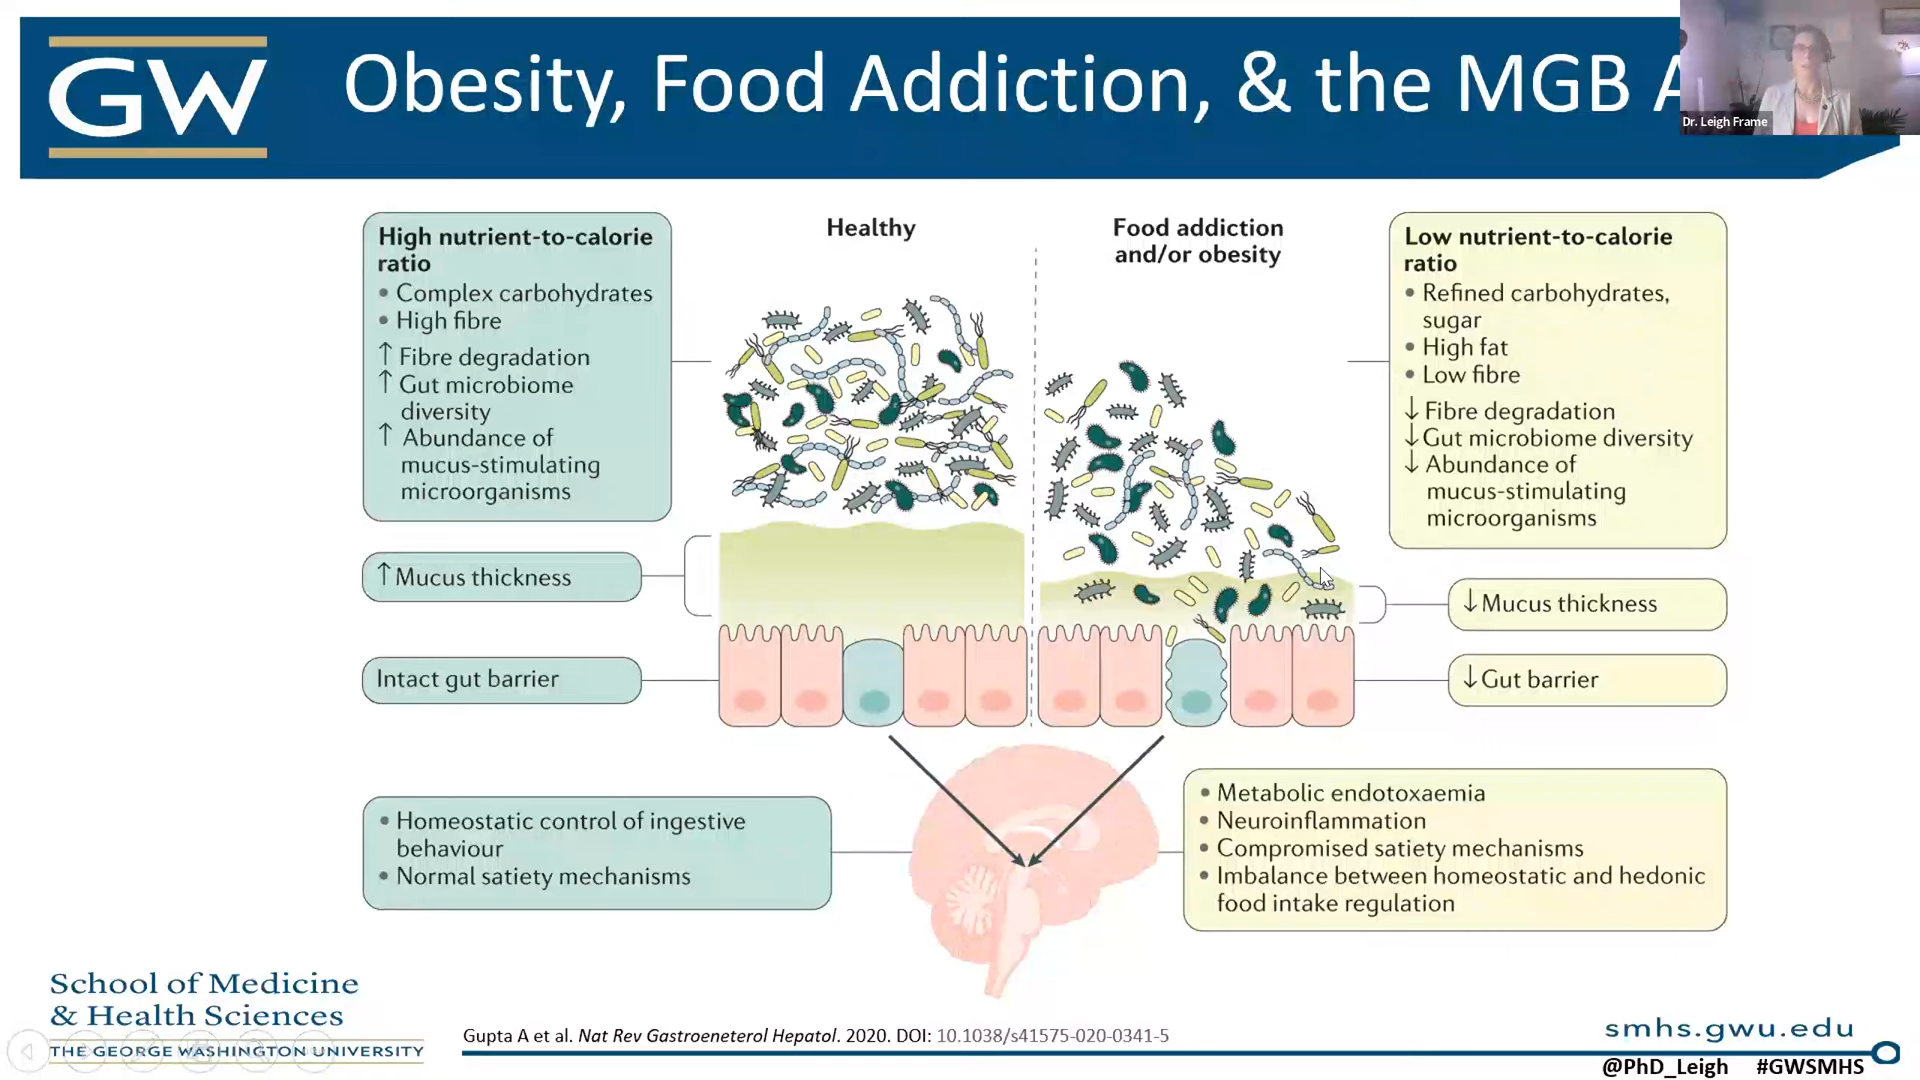 GW
Obesity, Food Addiction, & the MGB
Dr. Leigh Frame
High nutrient-to-calorie
ratio
• Complex carbohydrates
• High fibre
↑ Fibre degradation
↑ Gut microbiome
diversity
↑ Abundance of
mucus-stimulating
microorganisms
↑ Mucus thickness
Intact gut barrier
• Homeostatic control of ingestive
behaviour
• Normal satiety mechanisms
Healthy
Food addiction
and/or obesity
Low nutrient-to-calorie
ratio
• Refined carbohydrates,
sugar
• High fat
• Low fibre
↓ Fibre degradation
↓ Gut microbiome diversity
↓ Abundance of
mucus-stimulating
microorganisms
↓ Mucus thickness
↓ Gut barrier
• Metabolic endotoxaemia
• Neuroinflammation
• Compromised satiety mechanisms
• Imbalance between homeostatic and hedonic
food intake regulation
School of Medicine
& Health Sciences
THE GEORGE WASHINGTON UNIVERSITY
Gupta A et al. Nat Rev Gastroeneterol Hepatol. 2020. DOI: 10.1038/s41575-020-0341-5
smhs.gwu.edu
@PhD_Leigh #GWSMHS